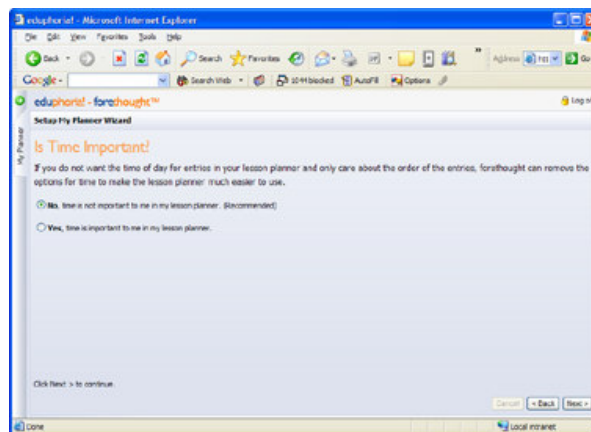 eduphoria! - Microsoft Internet Explorer
File Edit View Favorites Tools Help
Back Search Favorites Address Go
Google Search Web 1044 blocked AutoFill Options
eduphoria! - forethought™ Log o
My Planner
Setup My Planner Wizard
Is Time Important?
If you do not want the time of day for entries in your lesson planner and only care about the order of the entries, forethought can remove the
options for time to make the lesson planner much easier to use.
No, time is not important to me in my lesson planner. (Recommended)
Yes, time is important to me in my lesson planner.
Click Next > to continue.
Cancel < Back Next >
Done Local intranet